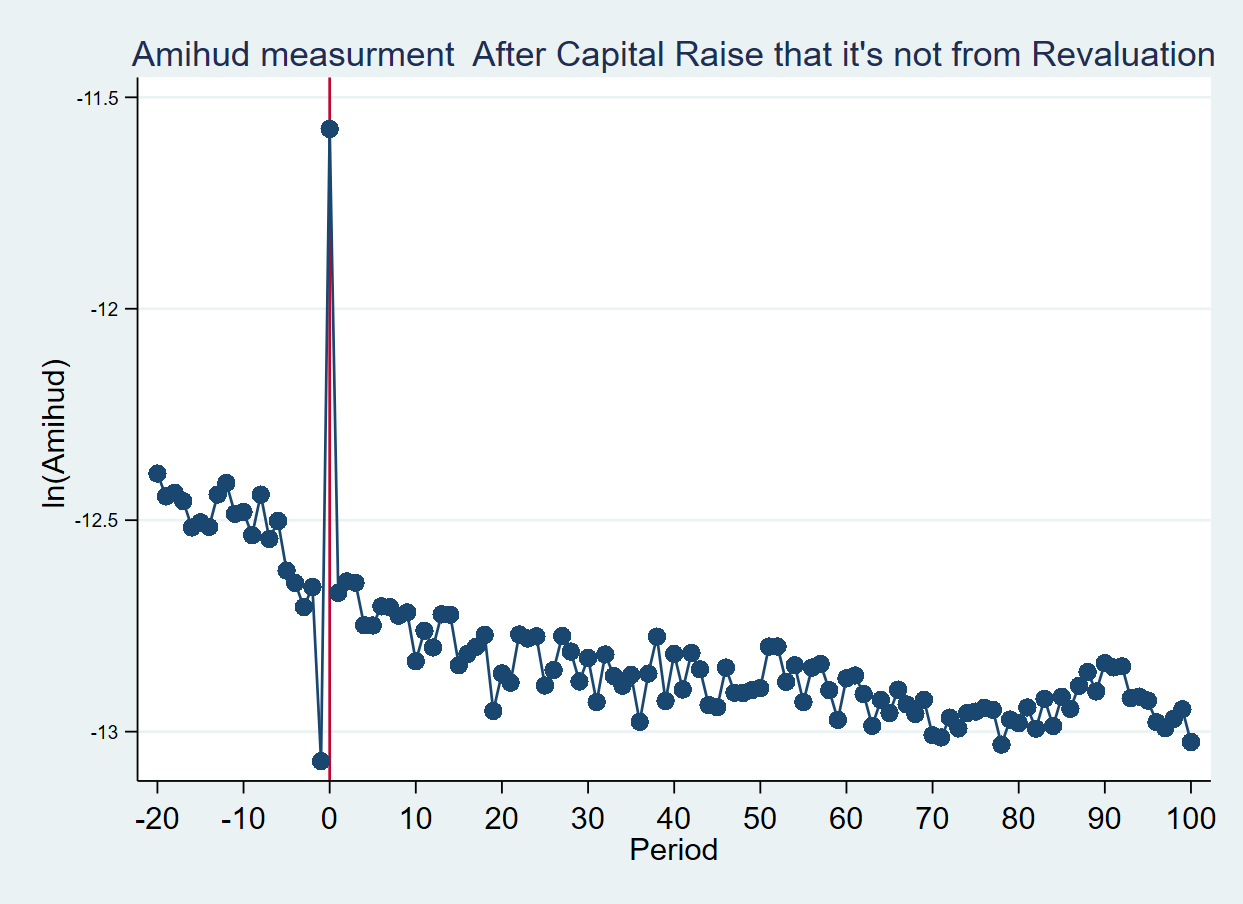 Amihud measurment  After Capital Raise that it's not from Revaluation
-11.5
-12
-12.5
-13
ln(Amihud)
-20 -10 0 10 20 30 40 50 60 70 80 90 100
Period